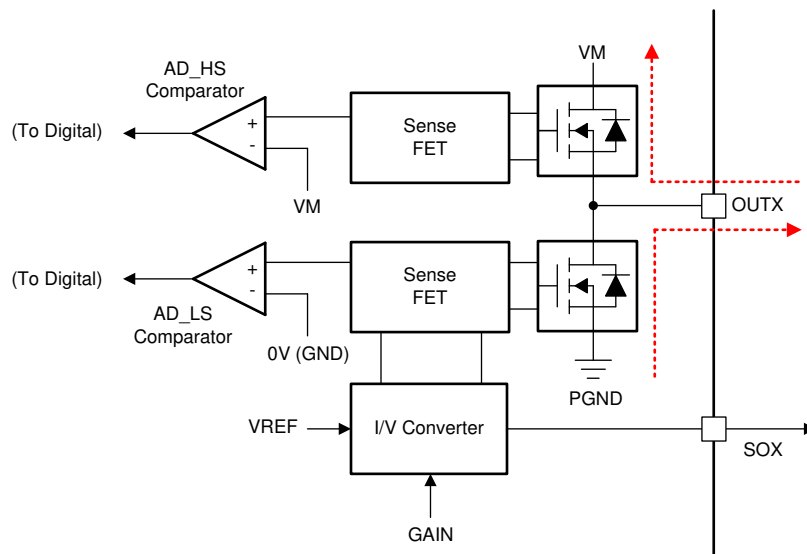 AD_HS
Comparator
(To Digital)
+
-
VM
Sense
FET
VM
OUTX
(To Digital)
+
-
AD_LS
Comparator
0V (GND)
Sense
FET
PGND
VREF
I/V Converter
SOX
GAIN